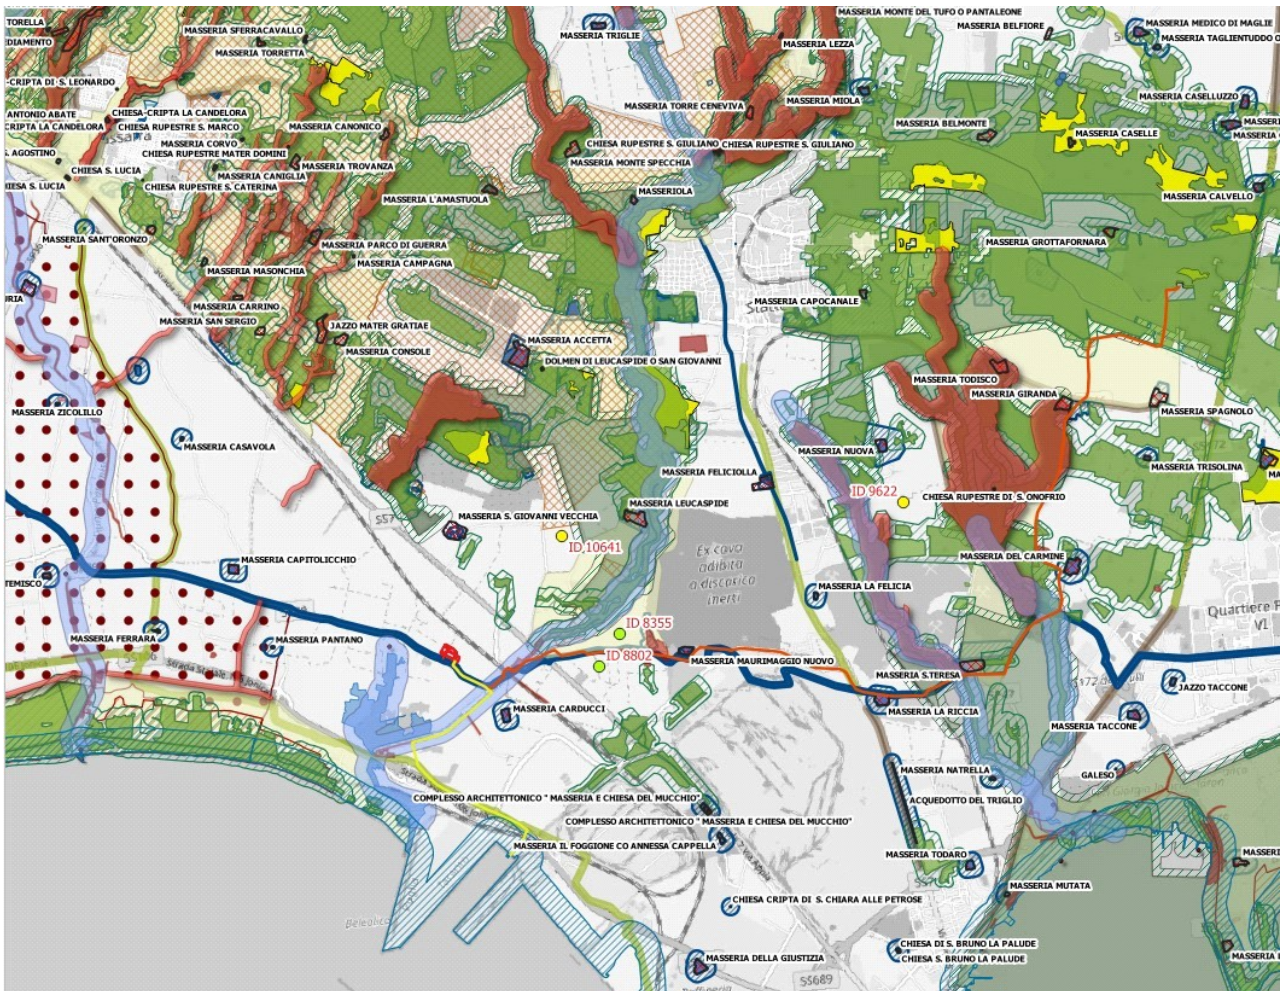 TORELLA
MASSERIA SFERRACAVALLO
MASSERIA TORRETTA
MASSERIA TRIGLIE
MASSERIA MONTE DEL TUFO O PANTALEONE
MASSERIA BELFIORE
MASSERIA MEDICO DI MAGLIE
MASSERIA TAGLIENTUDDO O
MASSERIA LEZZA
-CRIPTA DI S. LEONARDO
MASSERIA TORRE CENEVIVA
MASSERIA MIOLA
MASSERIA CASELLUZZO
ANTONIO ABATE
CHIESA-CRIPTA LA CANDELORA
CRIPTA LA CANDELORA
CHIESA RUPESTRE S. MARCO
MASSERIA CANONICO
MASSERIA BELMONTE
MASSERIA CASELLE
MASSERIA CORVO
CHIESA RUPESTRE S. GIULIANO
CHIESA RUPESTRE S. GIULIANO
S. AGOSTINO
CHIESA RUPESTRE MATER DOMINI
MASSERIA TROVANZA
MASSERIA MONTE SPECCHIA
CHIESA S. LUCIA
MASSERIA CANIGLIA
HIESA S. LUCIA
CHIESA RUPESTRE S. CATERINA
MASSERIA L'AMASTUOLA
MASSERIOLA
MASSERIA CALVELLO
MASSERIA SANT'ORONZO
MASSERIA PARCO DI GUERRA
MASSERIA GROTTAFORNARA
MASSERIA CAMPAGNA
MASSERIA MASONCHIA
URIA
MASSERIA CARRINO
MASSERIA CAPOCANALE
MASSERIA SAN SERGIO
JAZZO MATER GRATIAE
MASSERIA ACCETTA
MASSERIA CONSOLE
DOLMEN DI LEUCASPIDE O SAN GIOVANNI
MASSERIA TODISCO
MASSERIA GIRANDA
MASSERIA ZICOLILLO
MASSERIA SPAGNOLO
MASSERIA CASAVOLA
MASSERIA NUOVA
MASSERIA FELICIOLLA
MASSERIA TRISOLINA
ID 9622
CHIESA RUPESTRE DI S. ONOFRIO
MASSERIA LEUCASPIDE
MASSERIA S. GIOVANNI VECCHIA
ID 10641
Ex cava
adibita
a discarica
inerti
MASSERIA CAPITOLICCHIO
MASSERIA DEL CARMINE
TEMISCO
MASSERIA LA FELICIA
Quartiere P
VI
ID 8355
MASSERIA FERRARA
MASSERIA PANTANO
ID 8802
MASSERIA MAURIMAGGIO NUOVO
MASSERIA S.TERESA
JAZZO TACCONE
MASSERIA CARDUCCI
MASSERIA LA RICCIA
MASSERIA TACCONE
MASSERIA NATRELLA
GALESO
COMPLESSO ARCHITETTONICO " MASSERIA E CHIESA DEL MUCCHIO"
ACQUEDOTTO DEL TRIGLIO
COMPLESSO ARCHITETTONICO " MASSERIA E CHIESA DEL MUCCHIO"
MASSERIA IL FOGGIONE CO ANNESSA CAPPELLA
MASSERIA TODARO
MASSERIA MUTATA
CHIESA CRIPTA DI S. CHIARA ALLE PETROSE
CHIESA DI S. BRUNO LA PALUDE
CHIESA S. BRUNO LA PALUDE
MASSERIA DELLA GIUSTIZIA
SS689